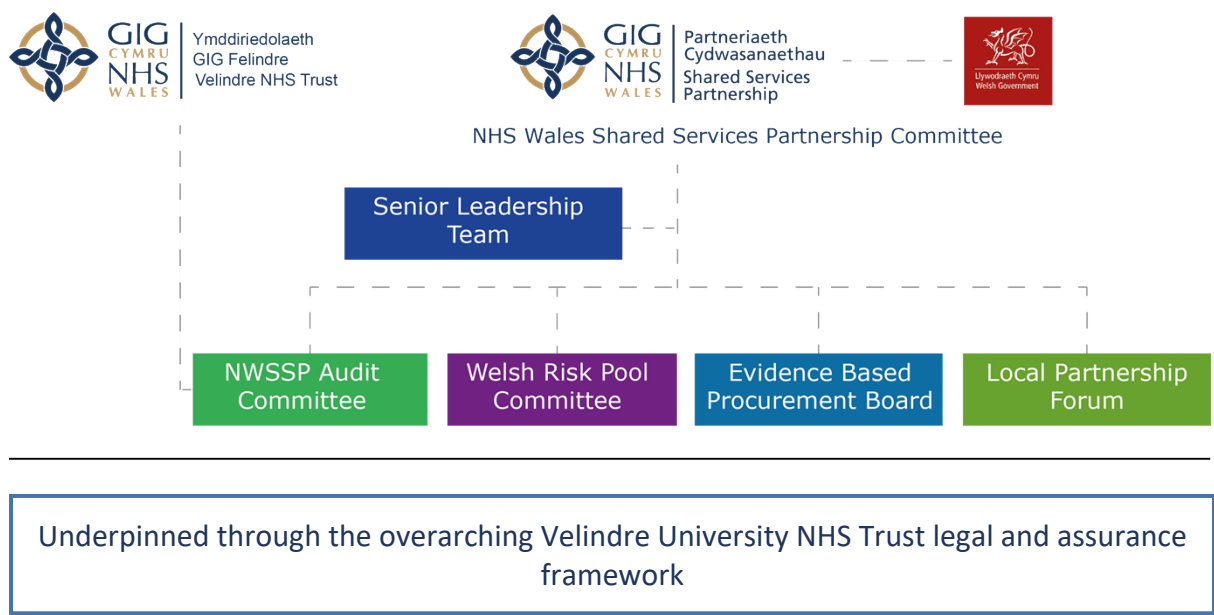 GIG
CYMRU
NHS
WALES
Ymddiriedolaeth
GIG Felindre
Velindre NHS Trust
GIG
CYMRU
NHS
WALES
Partneriaeth
Cydwasanaethau
Shared Services
Partnership
Llywodraeth Cymru
Welsh Government
NHS Wales Shared Services Partnership Committee
Senior Leadership
Team
NWSSP Audit
Committee
Welsh Risk Pool
Committee
Evidence Based
Procurement Board
Local Partnership
Forum
Underpinned through the overarching Velindre University NHS Trust legal and assurance
framework